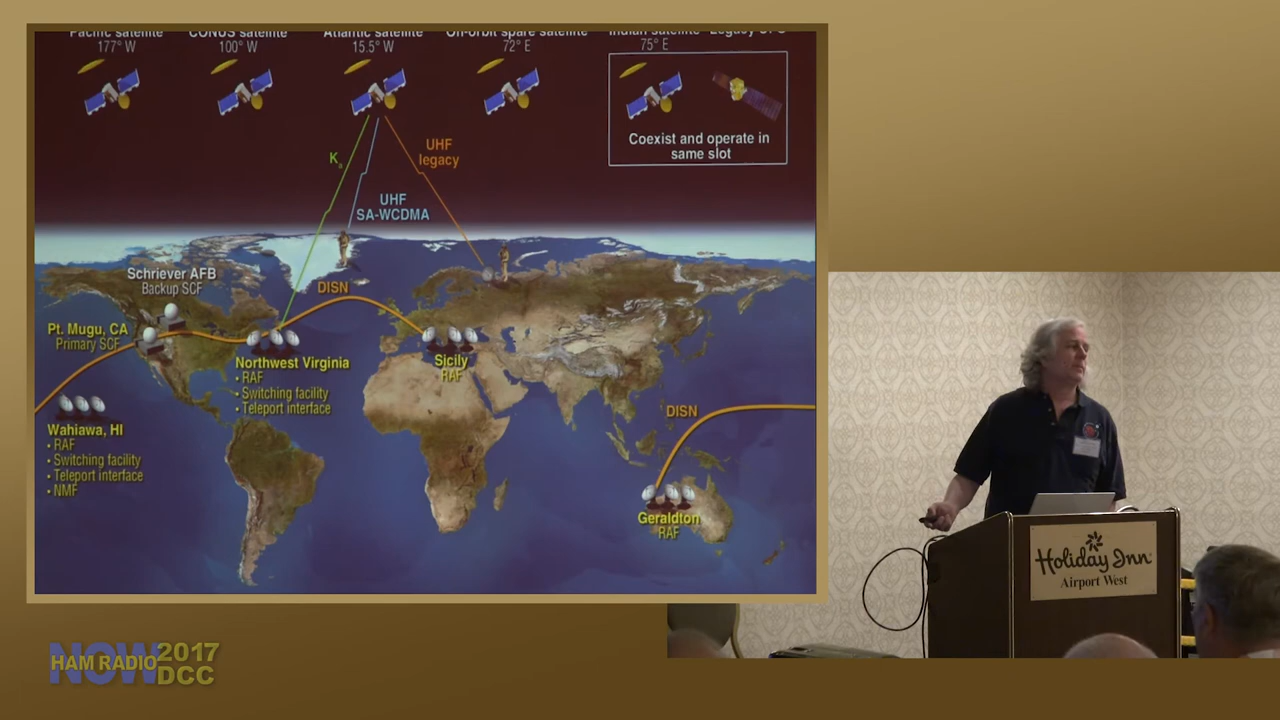 Pacific satellite
177° W
CONUS satellite
100° W
Atlantic satellite
15.5° W
On-orbit spare satellite
72° E
Indian satellite
75° E
Coexist and operate in
same slot
Ka
UHF
legacy
UHF
SA-WCDMA
Schriever AFB
Backup SCF
DISN
Pt. Mugu, CA
Primary SCF
Northwest Virginia
• RAF
• Switching facility
• Teleport interface
Sicily
RAF
Wahiawa, HI
• RAF
• Switching facility
• Teleport interface
• NMF
DISN
Geraldton
RAF
Holiday Inn
Airport West
NOW
HAM RADIO 2017
DCC